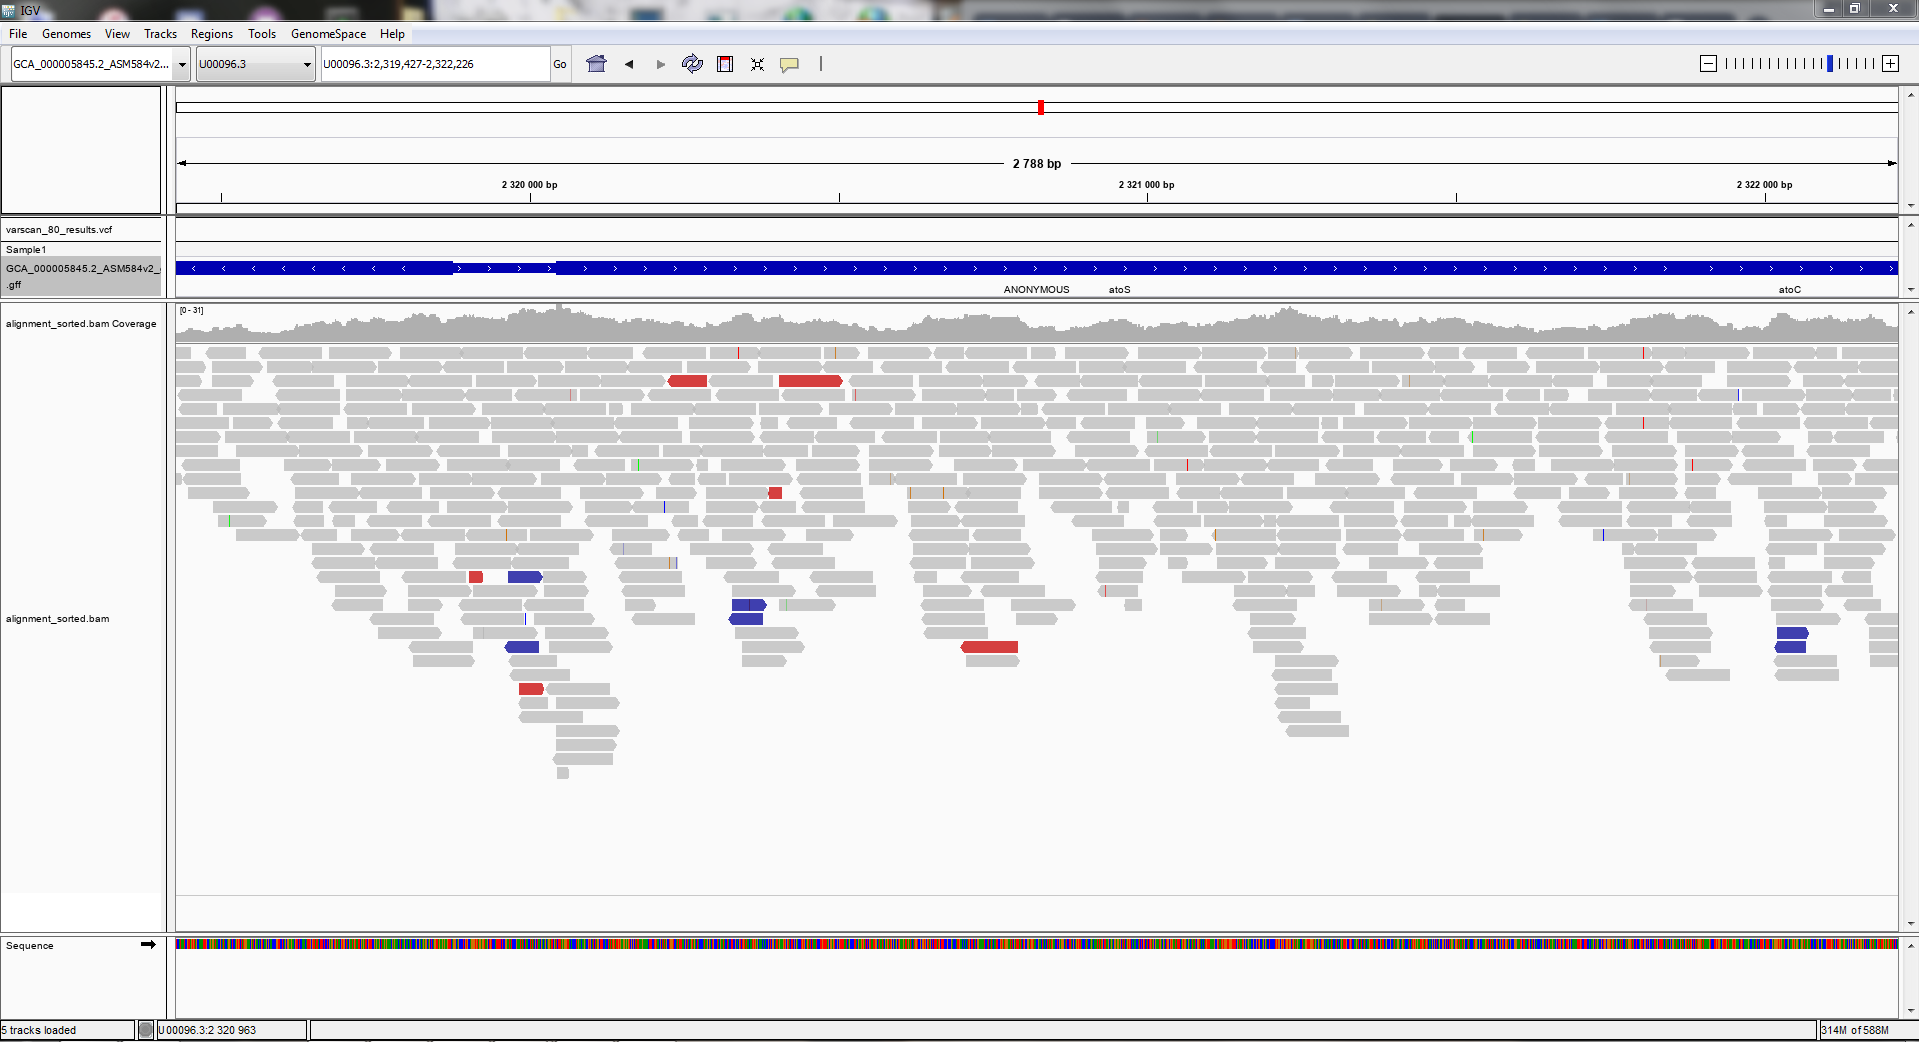 IGV
File Genomes View Tracks Regions Tools GenomeSpace Help
GCA_000005845.2_ASM584v2... U00096.3 U00096.3:2,319,427-2,322,226 Go
2 788 bp
2 320 000 bp 2 321 000 bp 2 322 000 bp
varscan_80_results.vcf
Sample1
GCA_000005845.2_ASM584v2_
.gff
ANONYMOUS atoS atoC
[0 - 31]
alignment_sorted.bam Coverage
alignment_sorted.bam
Sequence
5 tracks loaded U00096.3:2 320 963 314M of 588M